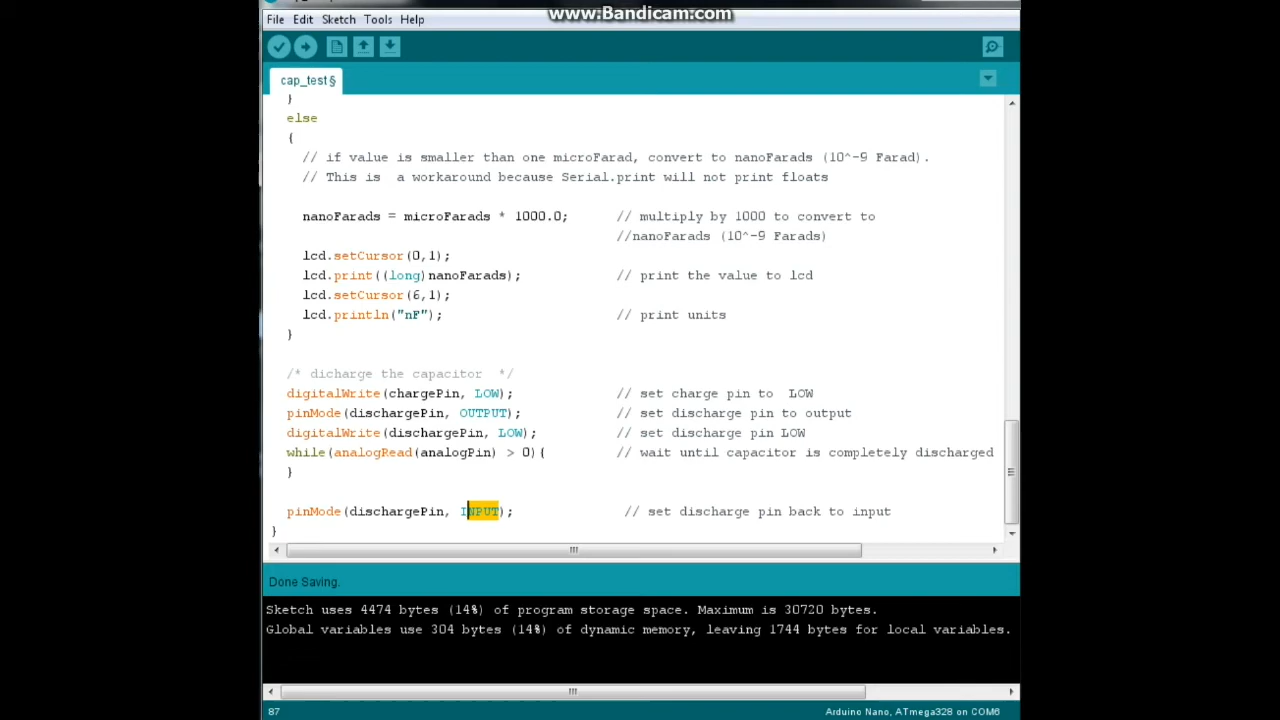 www.Bandicam.com
File Edit Sketch Tools Help
cap_test§
}
else
{
// if value is smaller than one microFarad, convert to nanoFarads (10^-9 Farad).
// This is  a workaround because Serial.print will not print floats
nanoFarads = microFarads * 1000.0;      // multiply by 1000 to convert to
//nanoFarads (10^-9 Farads)
lcd.setCursor(0,1);
lcd.print((long)nanoFarads);            // print the value to lcd
lcd.setCursor(6,1);
lcd.println("nF");                      // print units
}
/* dicharge the capacitor  */
digitalWrite(chargePin, LOW);             // set charge pin to  LOW
pinMode(dischargePin, OUTPUT);            // set discharge pin to output
digitalWrite(dischargePin, LOW);          // set discharge pin LOW
while(analogRead(analogPin) > 0){         // wait until capacitor is completely discharged
}
pinMode(dischargePin, INPUT);              // set discharge pin back to input
}
Done Saving.
Sketch uses 4474 bytes (14%) of program storage space. Maximum is 30720 bytes.
Global variables use 304 bytes (14%) of dynamic memory, leaving 1744 bytes for local variables.
87 Arduino Nano, ATmega328 on COM6